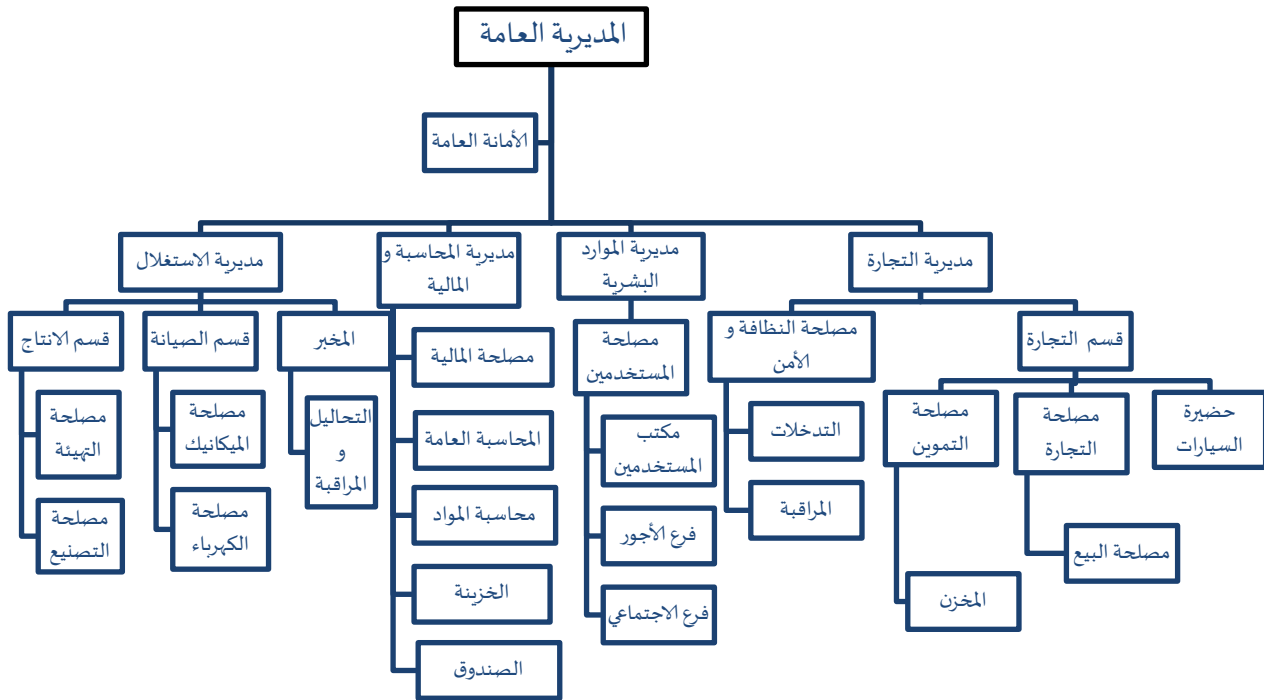 المديرية العامة
الأمانة العامة
مديرية التجارة
مديرية الموارد
البشرية
مديرية المحاسبة و
المالية
مديرية الاستغلال
قسم التجارة
مصلحة النظافة و
الأمن
مصلحة
المستخدمين
مصلحة المالية
المخبر
قسم الصيانة
قسم الانتاج
حضيرة
السيارات
مصلحة
التجارة
مصلحة
التموين
التدخلات
مكتب
المستخدمين
المحاسبة العامة
التحاليل
و
المراقبة
مصلحة
الميكانيك
مصلحة
التهيئة
مصلحة البيع
المخزن
المراقبة
فرع الأجور
محاسبة المواد
مصلحة
الكهرباء
مصلحة
التصنيع
فرع الاجتماعي
الخزينة
الصندوق